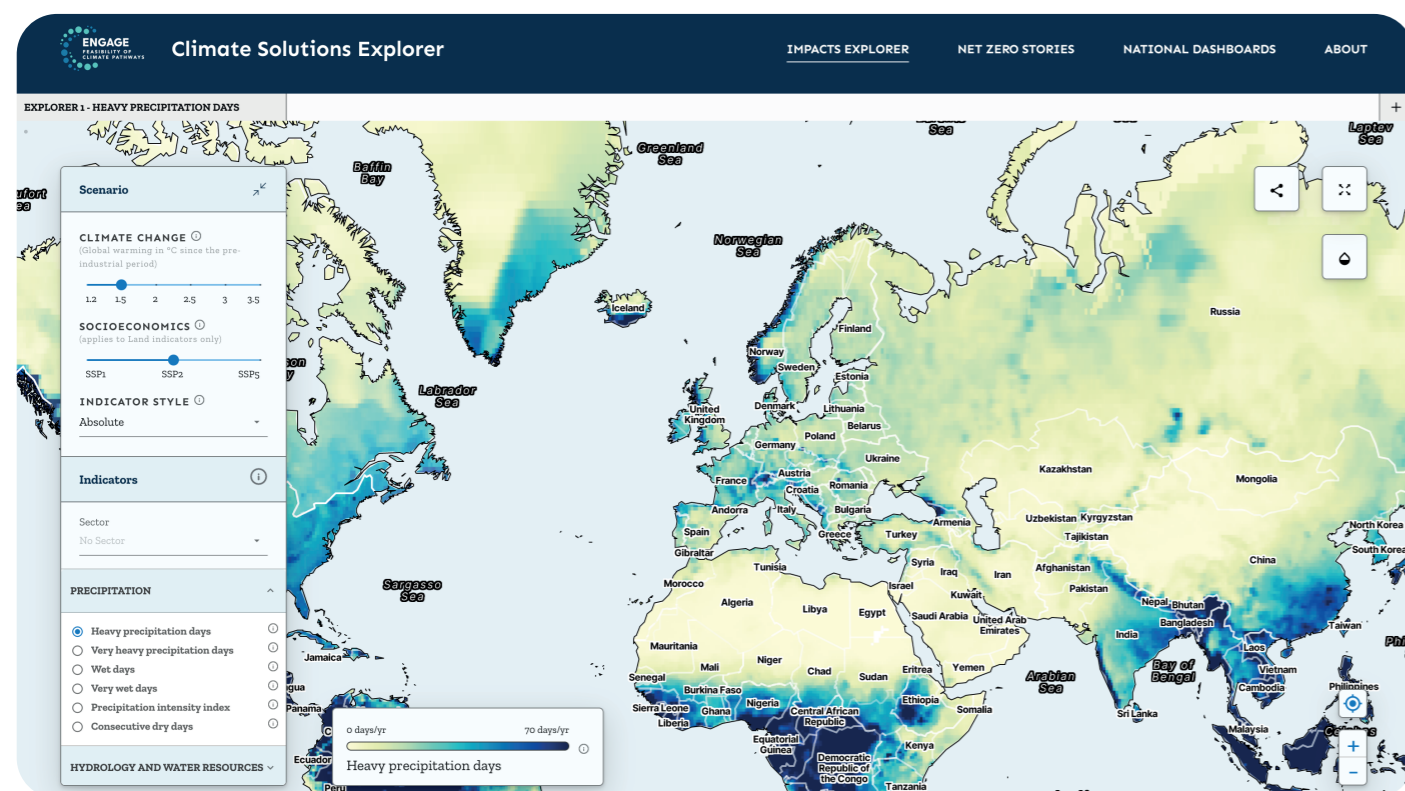 ENGAGE
FEASIBILITY OF
CLIMATE PATHWAYS
Climate Solutions Explorer
IMPACTS EXPLORER
NET ZERO STORIES
NATIONAL DASHBOARDS
ABOUT
EXPLORER 1 - HEAVY PRECIPITATION DAYS
+
Scenario
CLIMATE CHANGE
(Global warming in °C since the pre-
industrial period)
1.2 1.5 2 2.5 3 3.5
SOCIOECONOMICS
(applies to Land indicators only)
SSP1 SSP2 SSP5
INDICATOR STYLE
Absolute
Indicators
Sector
No Sector
PRECIPITATION
Heavy precipitation days
Very heavy precipitation days
Wet days
Very wet days
Precipitation intensity index
Consecutive dry days
HYDROLOGY AND WATER RESOURCES
0 days/yr 70 days/yr
Heavy precipitation days
Baffin
Bay
Greenland
Sea
Sea
Laptev
Sea
Norwegian
Sea
Labrador
Sea
Sargasso
Sea
Arabian
Sea
Bay of
Bengal
Iceland
Russia
Finland
Norway
Sweden
Estonia
Denmark
Lithuania
United
Kingdom
Belarus
Poland
Germany
Ukraine
Kazakhstan
Mongolia
Austria
France
Croatia
Romania
Andorra
Italy
Bulgaria
Armenia
Uzbekistan
Kyrgyzstan
North Korea
Spain
Greece
Turkey
Tajikistan
South Korea
Gibraltar
Tunisia
Syria
Iraq
Iran
Afghanistan
China
Morocco
Israel
Kuwait
Pakistan
Algeria
Libya
Egypt
Saudi Arabia
United Arab
Emirates
Nepal
Bhutan
Bangladesh
Taiwan
India
Mauritania
Laos
Jamaica
Mali
Niger
Chad
Sudan
Eritrea
Yemen
Vietnam
Senegal
Burkina Faso
Cambodia
Philippines
Panama
Sierra Leone
Ghana
Nigeria
Central African
Republic
Ethiopia
Somalia
Sri Lanka
Liberia
Malaysia
Equatorial
Guinea
Kenya
Ecuador
Democratic
Republic of
the Congo
Tanzania
Peru
+
−